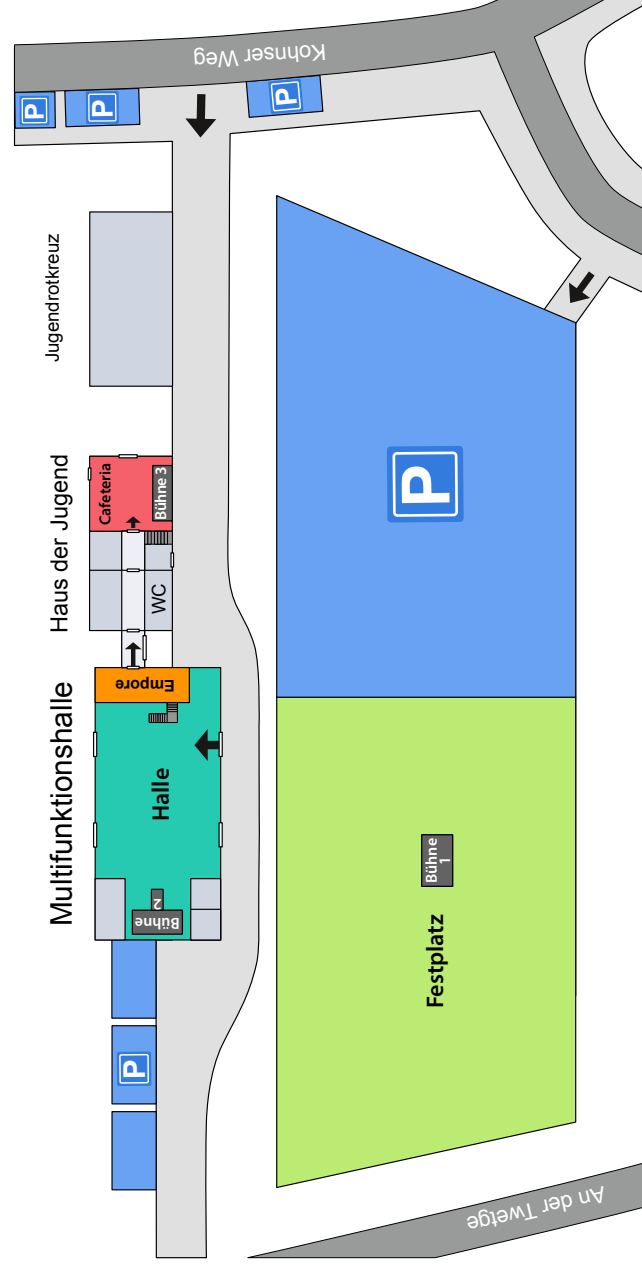 Kohnser Weg
P
P
P
Jugendrotkreuz
Haus der Jugend
Cafeteria
Bühne 3
WC
P
Multifunktionshalle
Empore
Halle
Bühne
2
Bühne
1
Festplatz
P
An der Twetge